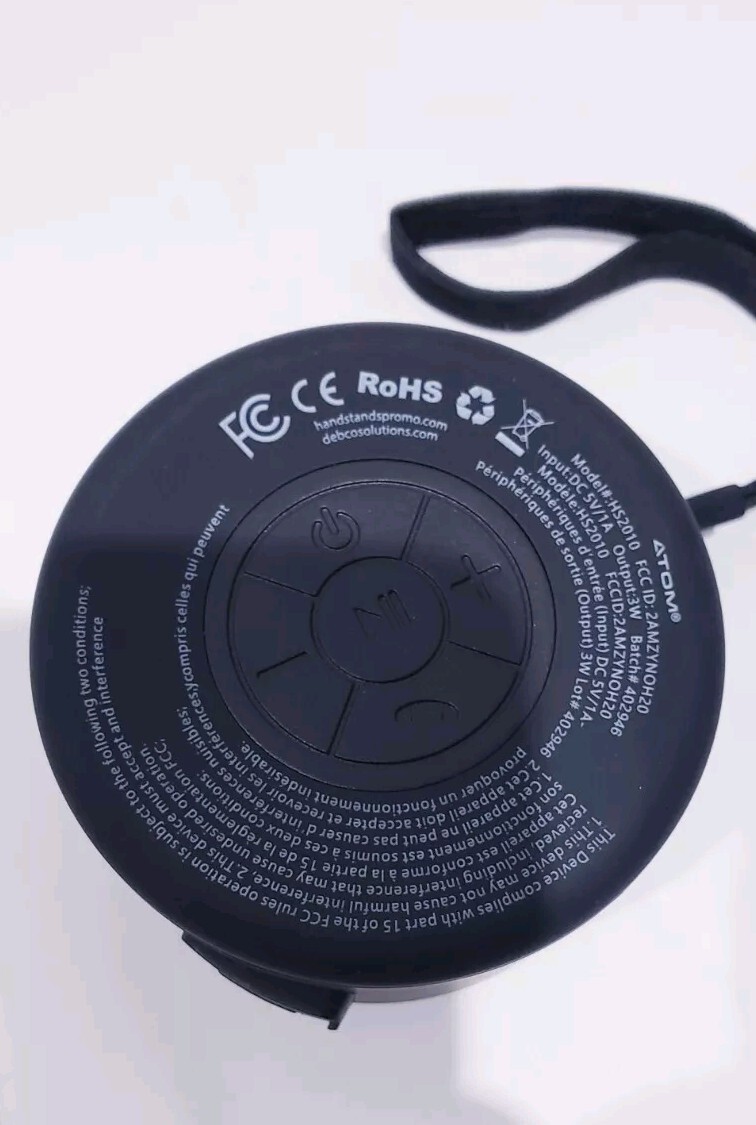 FC CE RoHS
handstandspromo.com
debcosolutions.com
ATOM®
Model#:HS2010 FCC ID: 2AMZYNOH20
Input:DC 5V/1A Output:3W Batch# 402946
Modèle:HS2010 FCCID:2AMZYNOH20
Périphériques d'entrée (Input) DC 5V/1A-
Périphériques de sortie (Output) 3W Lot# 402946
This Device complies with part 15 of the FCC rules operation is subject to the following two conditions;
1.This device may not cause harmful interference, 2.This device must accept and interference
recieved including interference that may cause undesired operation.
Cet appareil est conforme à la partie 15 de la réglementaion FCC;
son fonctionnement est soumis à ces deux conditions:
1.Cet appareil ne peut pas causer d'interférences nuisibles;
2.Cet appareil doit accepter et recevoir les interférences,y compris celles qui peuvent
provoquer un fonctionnement indésirable.